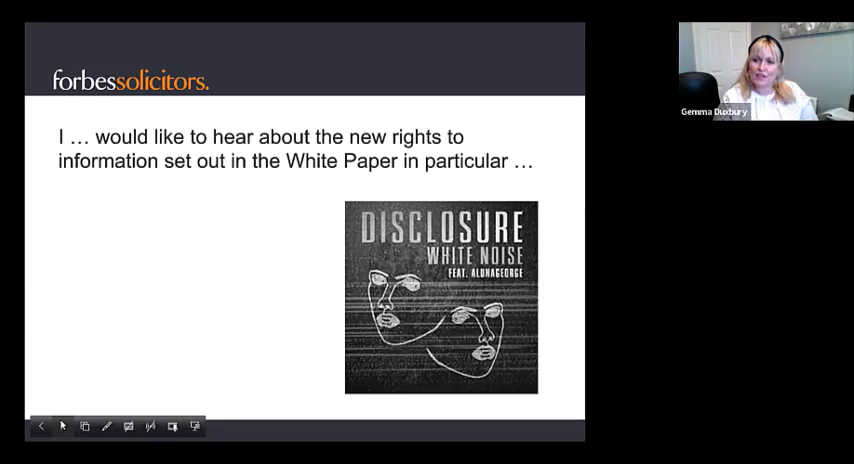 forbessolicitors.
I … would like to hear about the new rights to
information set out in the White Paper in particular …
DISCLOSURE
WHITE NOISE
FEAT. ALUNAGEORGE
Gemma Duxbury